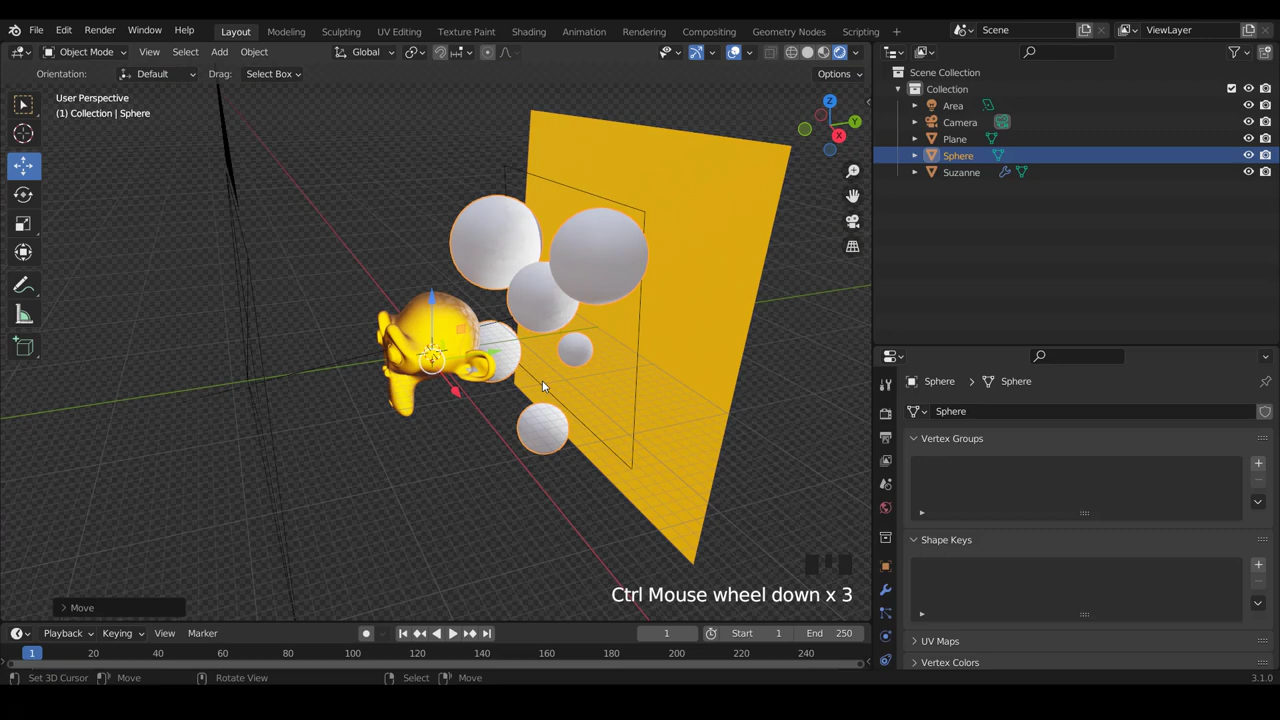 File Edit Render Window Help Layout Modeling Sculpting UV Editing Texture Paint Shading Animation Rendering Compositing Geometry Nodes Scripting + Scene ViewLayer
Object Mode View Select Add Object Global
Orientation: Default Drag: Select Box Options
User Perspective
(1) Collection | Sphere
Z
Y
X
Scene Collection
Collection
Area
Camera
Plane
Sphere
Suzanne
Sphere > Sphere
Sphere
Vertex Groups
Shape Keys
UV Maps
Vertex Colors
Ctrl Mouse wheel down x 3
> Move
Playback Keying View Marker 1 Start 1 End 250
1 20 40 60 80 100 120 140 160 180 200 220 240
Set 3D Cursor Move Rotate View Select Move 3.1.0